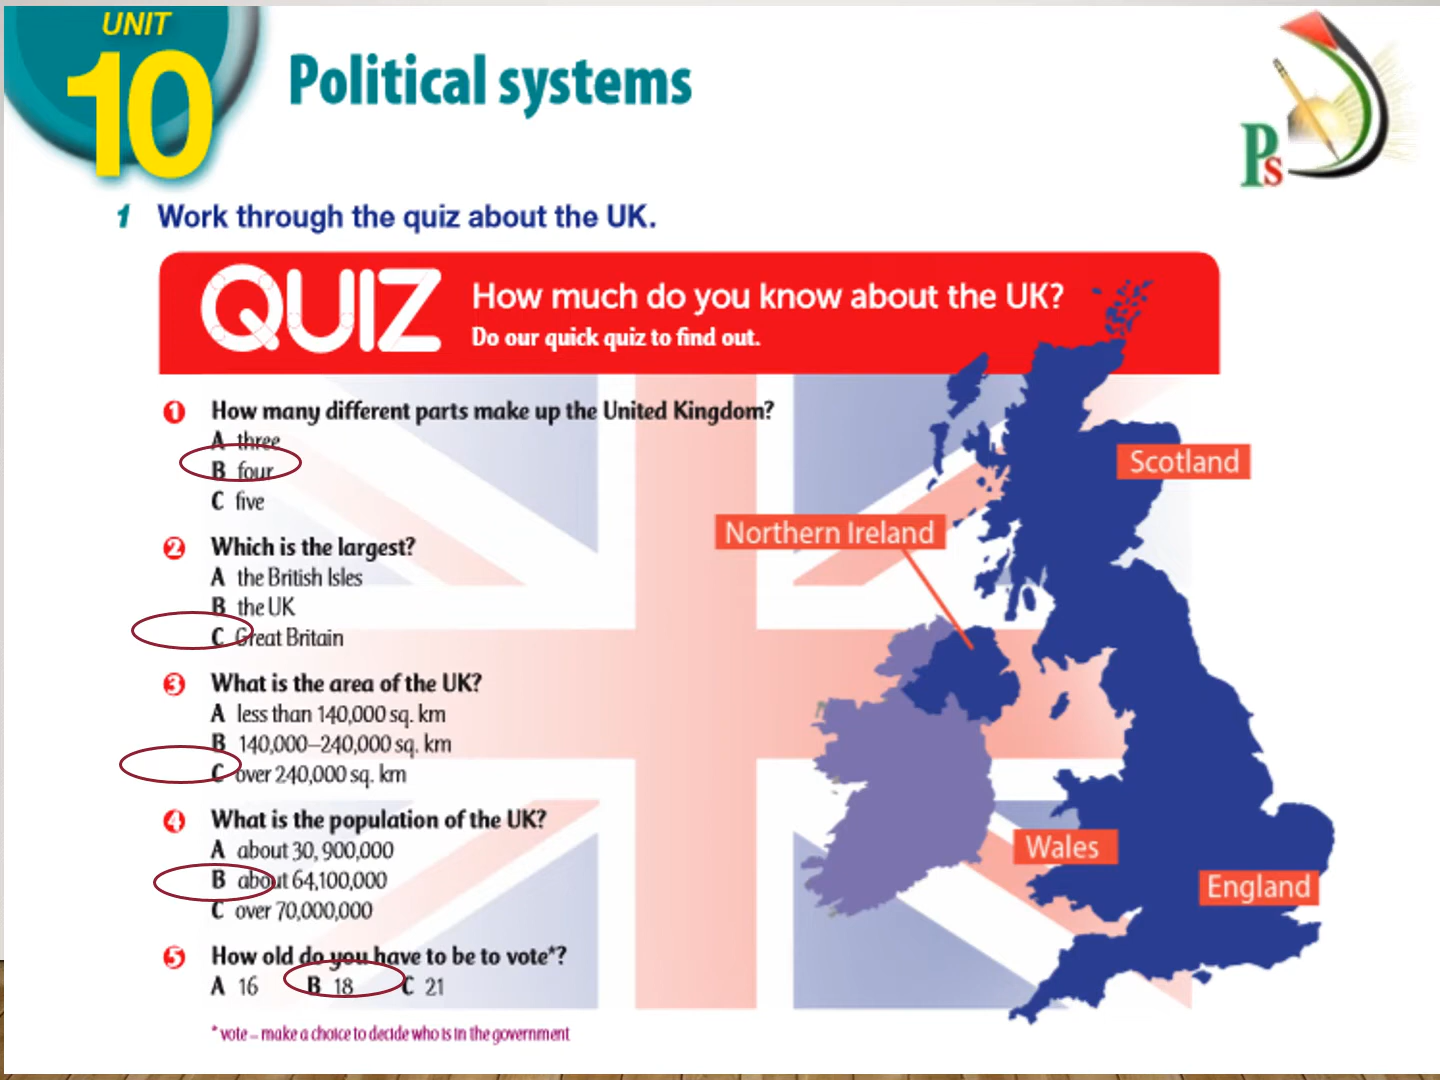 UNIT
10
Political systems
Ps
1 Work through the quiz about the UK.
QUIZ
How much do you know about the UK?
Do our quick quiz to find out.
1 How many different parts make up the United Kingdom?
A three
B four
C five
2 Which is the largest?
A the British Isles
B the UK
C Great Britain
3 What is the area of the UK?
A less than 140,000 sq. km
B 140,000–240,000 sq. km
C over 240,000 sq. km
4 What is the population of the UK?
A about 30, 900,000
B about 64,100,000
C over 70,000,000
5 How old do you have to be to vote*?
A 16 B 18 C 21
* vote – make a choice to decide who is in the government
Scotland
Northern Ireland
Wales
England